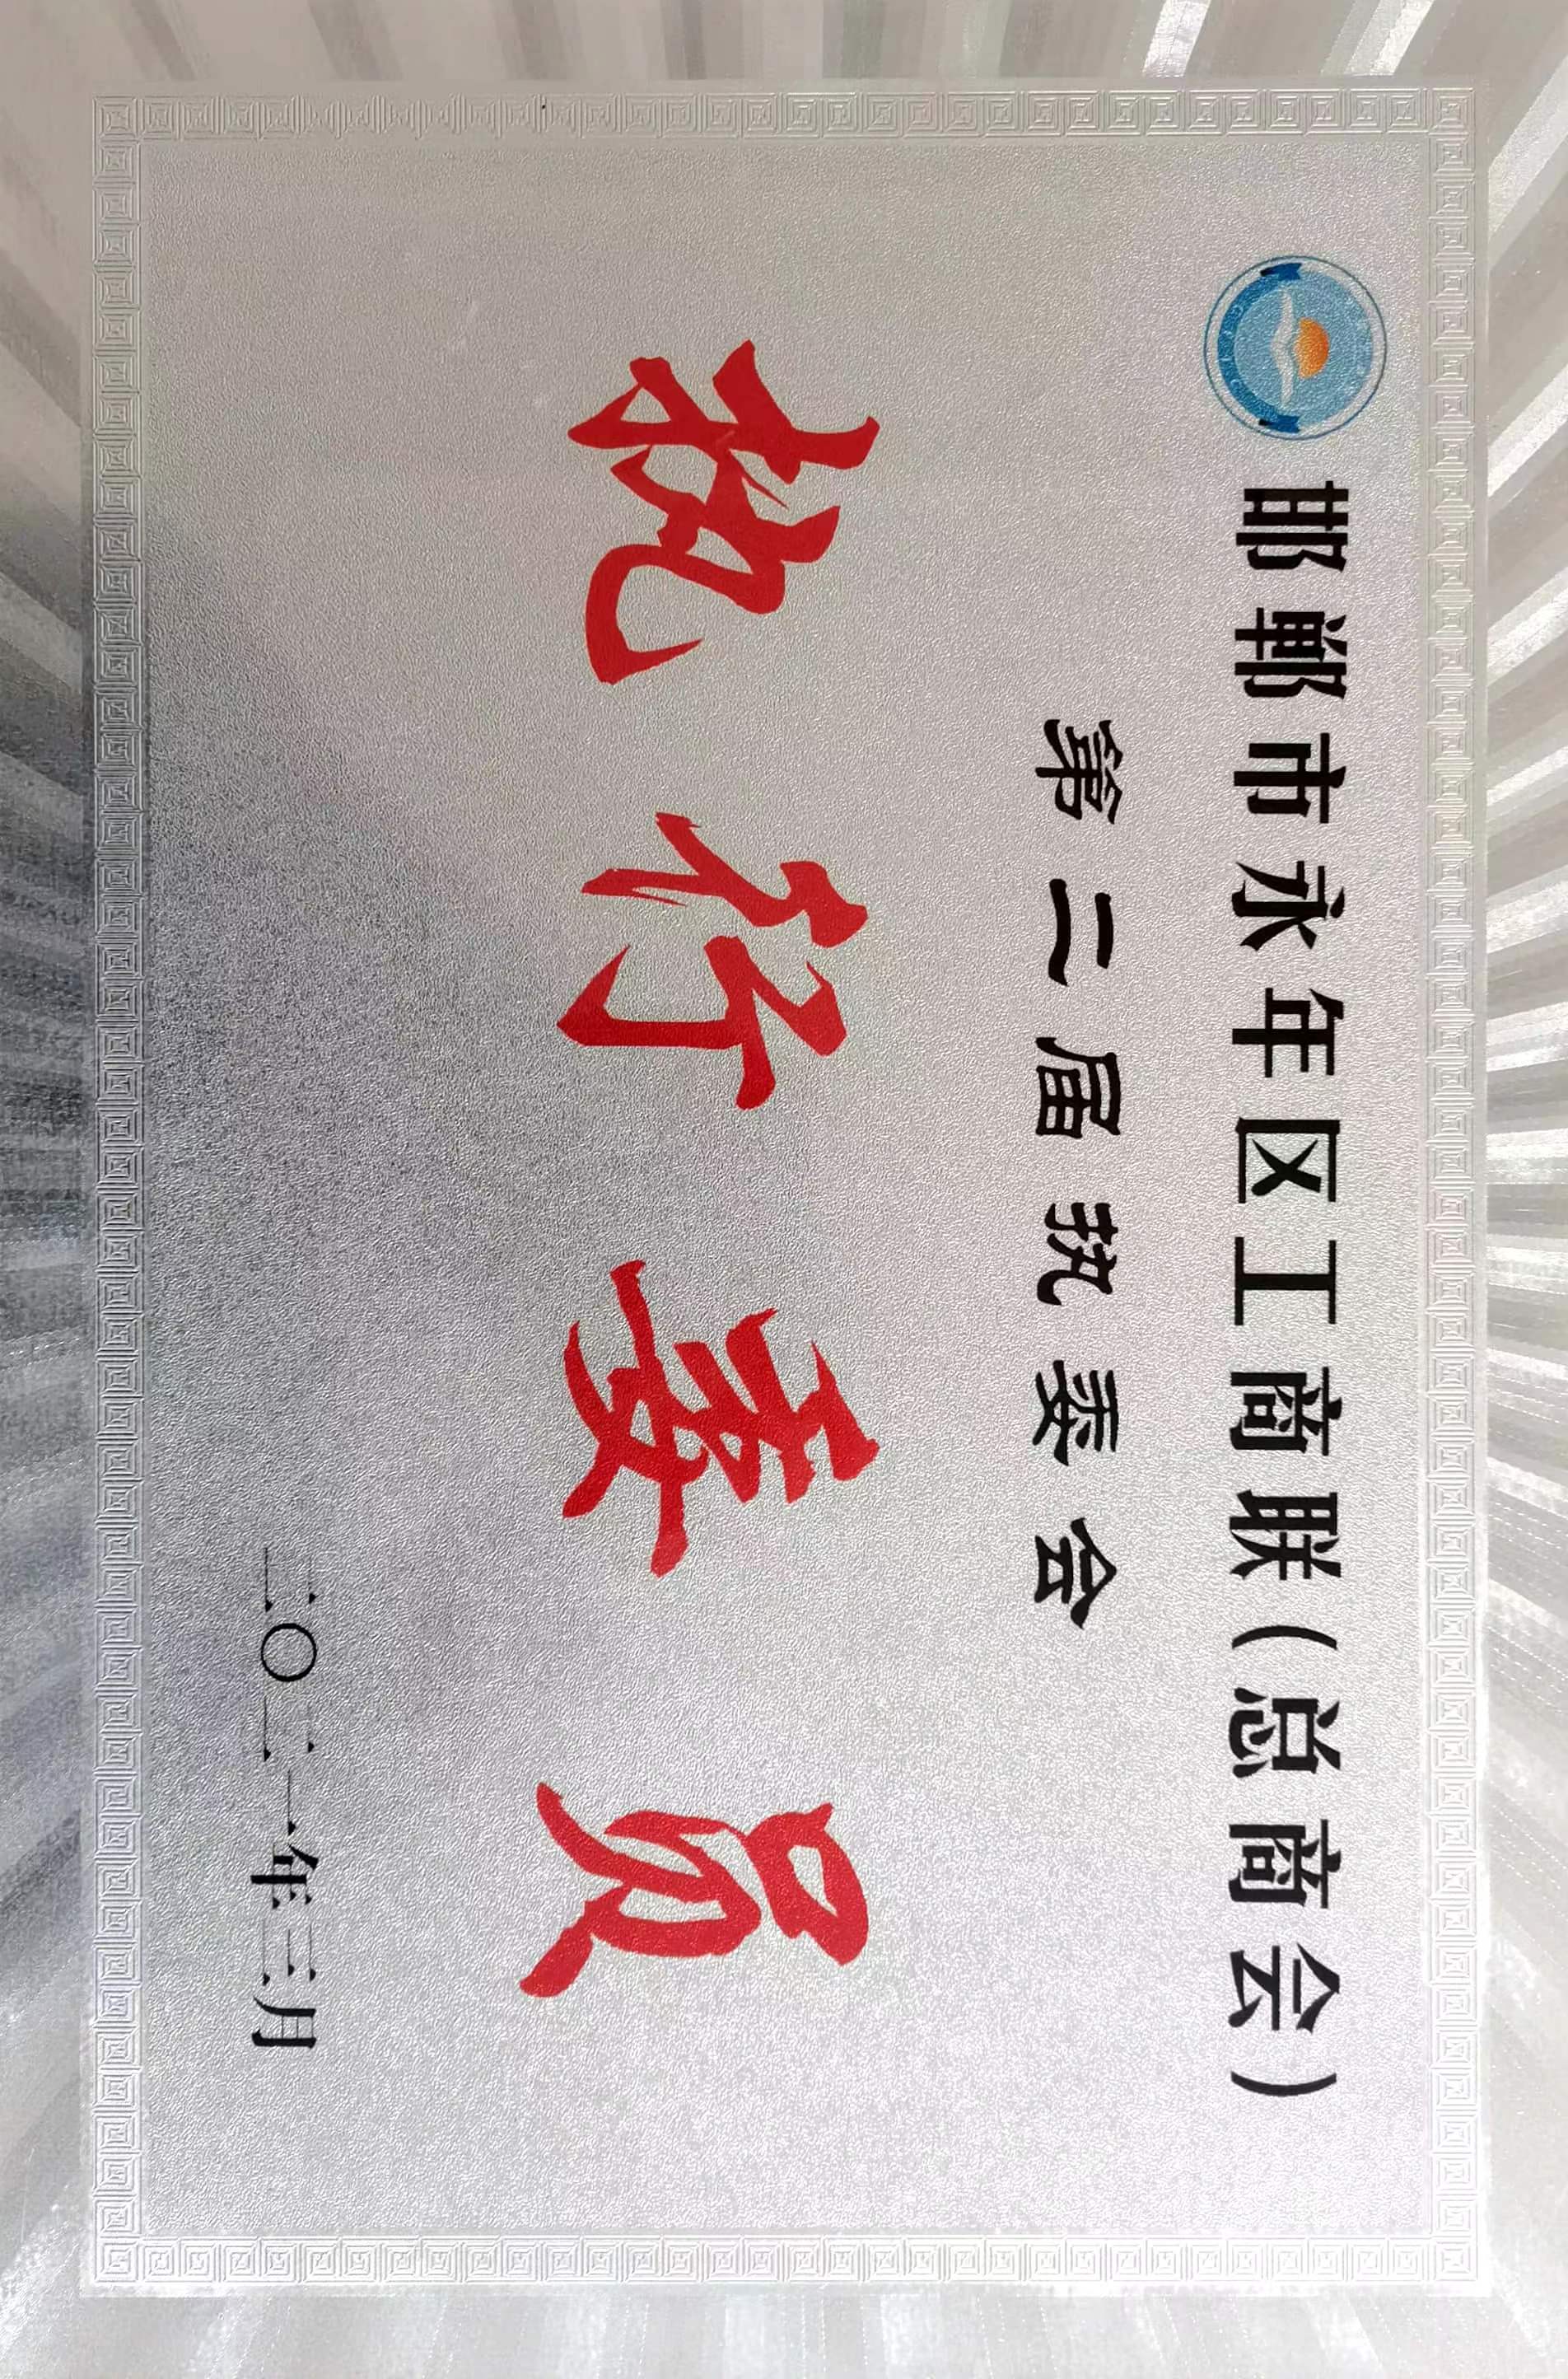 邯郸市永年区工商联(总商会)
第二届执委会
执行委员
二〇二一年三月